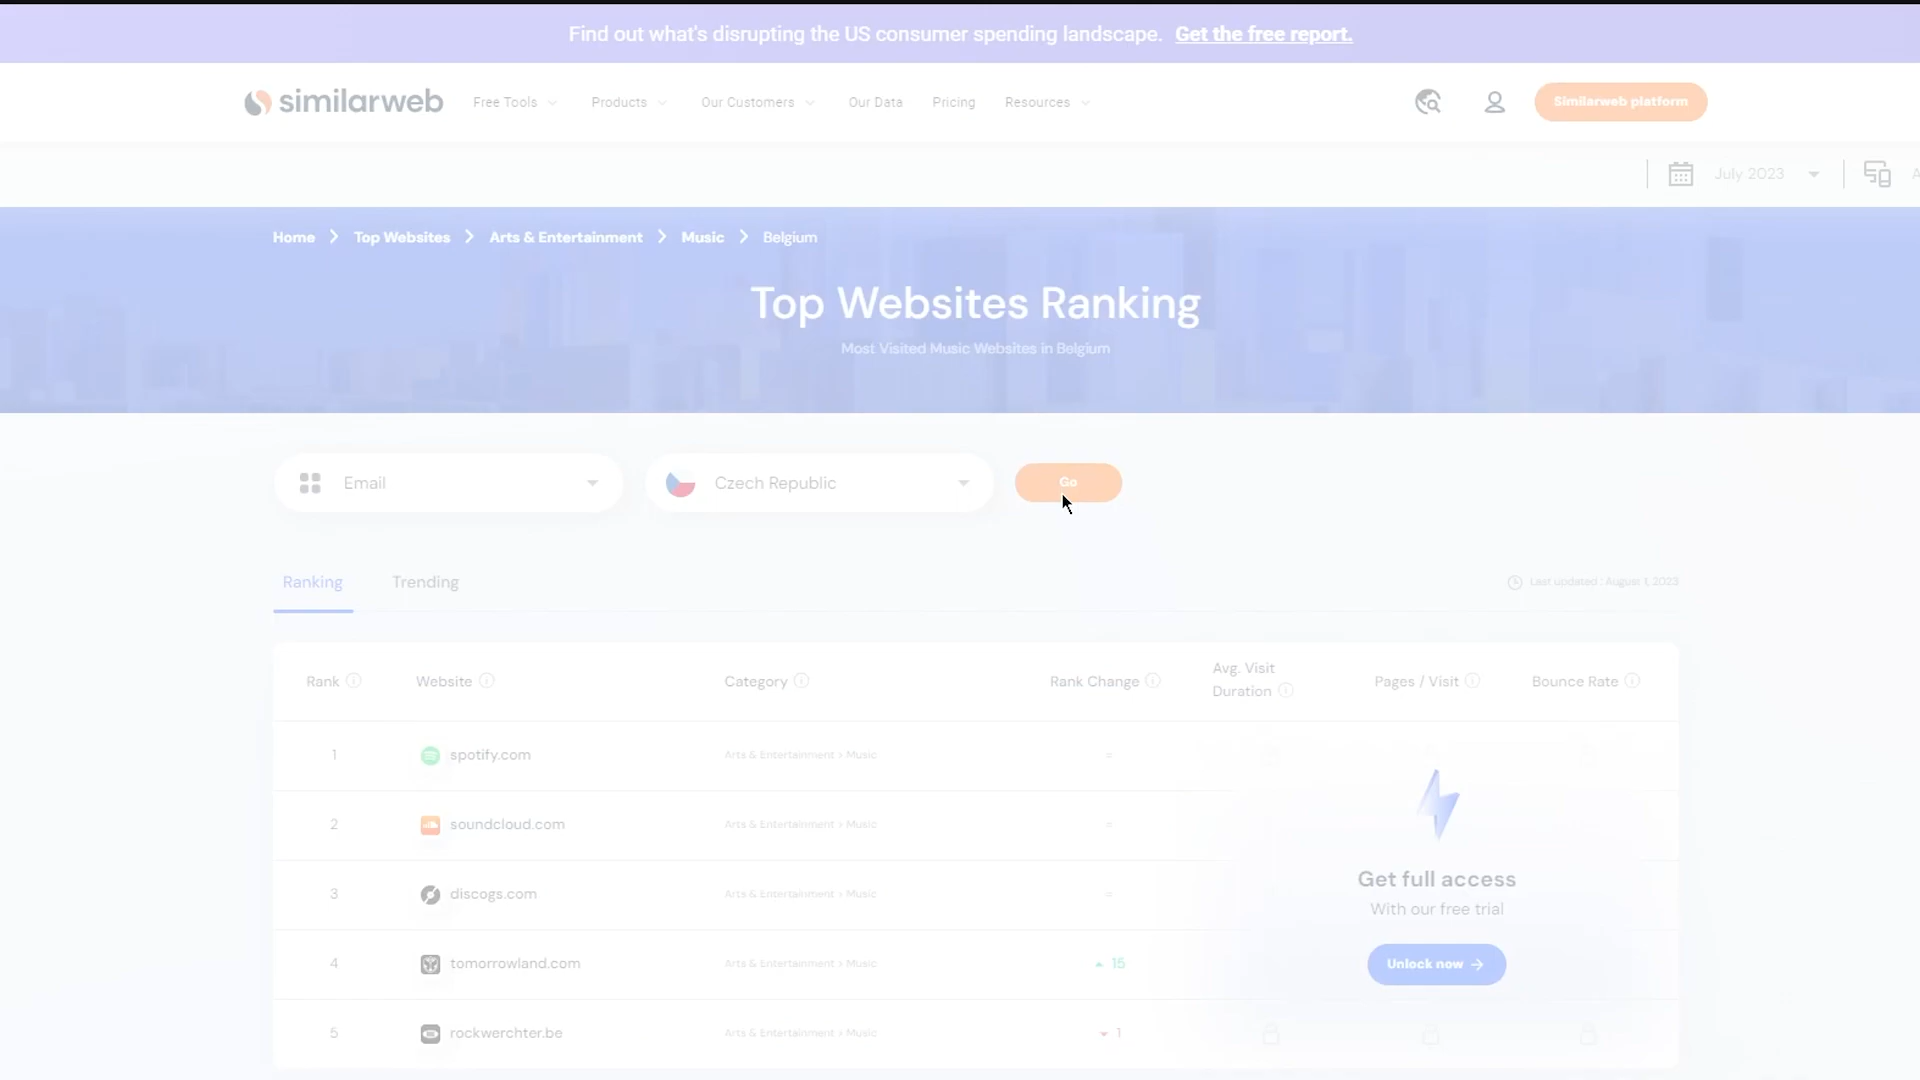 Find out what's disrupting the US consumer spending landscape. Get the free report.
similarweb Free Tools Products Our Customers Our Data Pricing Resources Similarweb platform
July 2023
Home Top Websites Arts & Entertainment Music Belgium
Top Websites Ranking
Most Visited Music Websites in Belgium
Email Czech Republic Go
Ranking Trending Last updated : August 1, 2023
Rank Website Category Rank Change Avg. Visit Duration Pages / Visit Bounce Rate
1 spotify.com Arts & Entertainment > Music =
2 soundcloud.com Arts & Entertainment > Music =
3 discogs.com Arts & Entertainment > Music =
Get full access
With our free trial
4 tomorrowland.com Arts & Entertainment > Music 15
Unlock now
5 rockwerchter.be Arts & Entertainment > Music 1